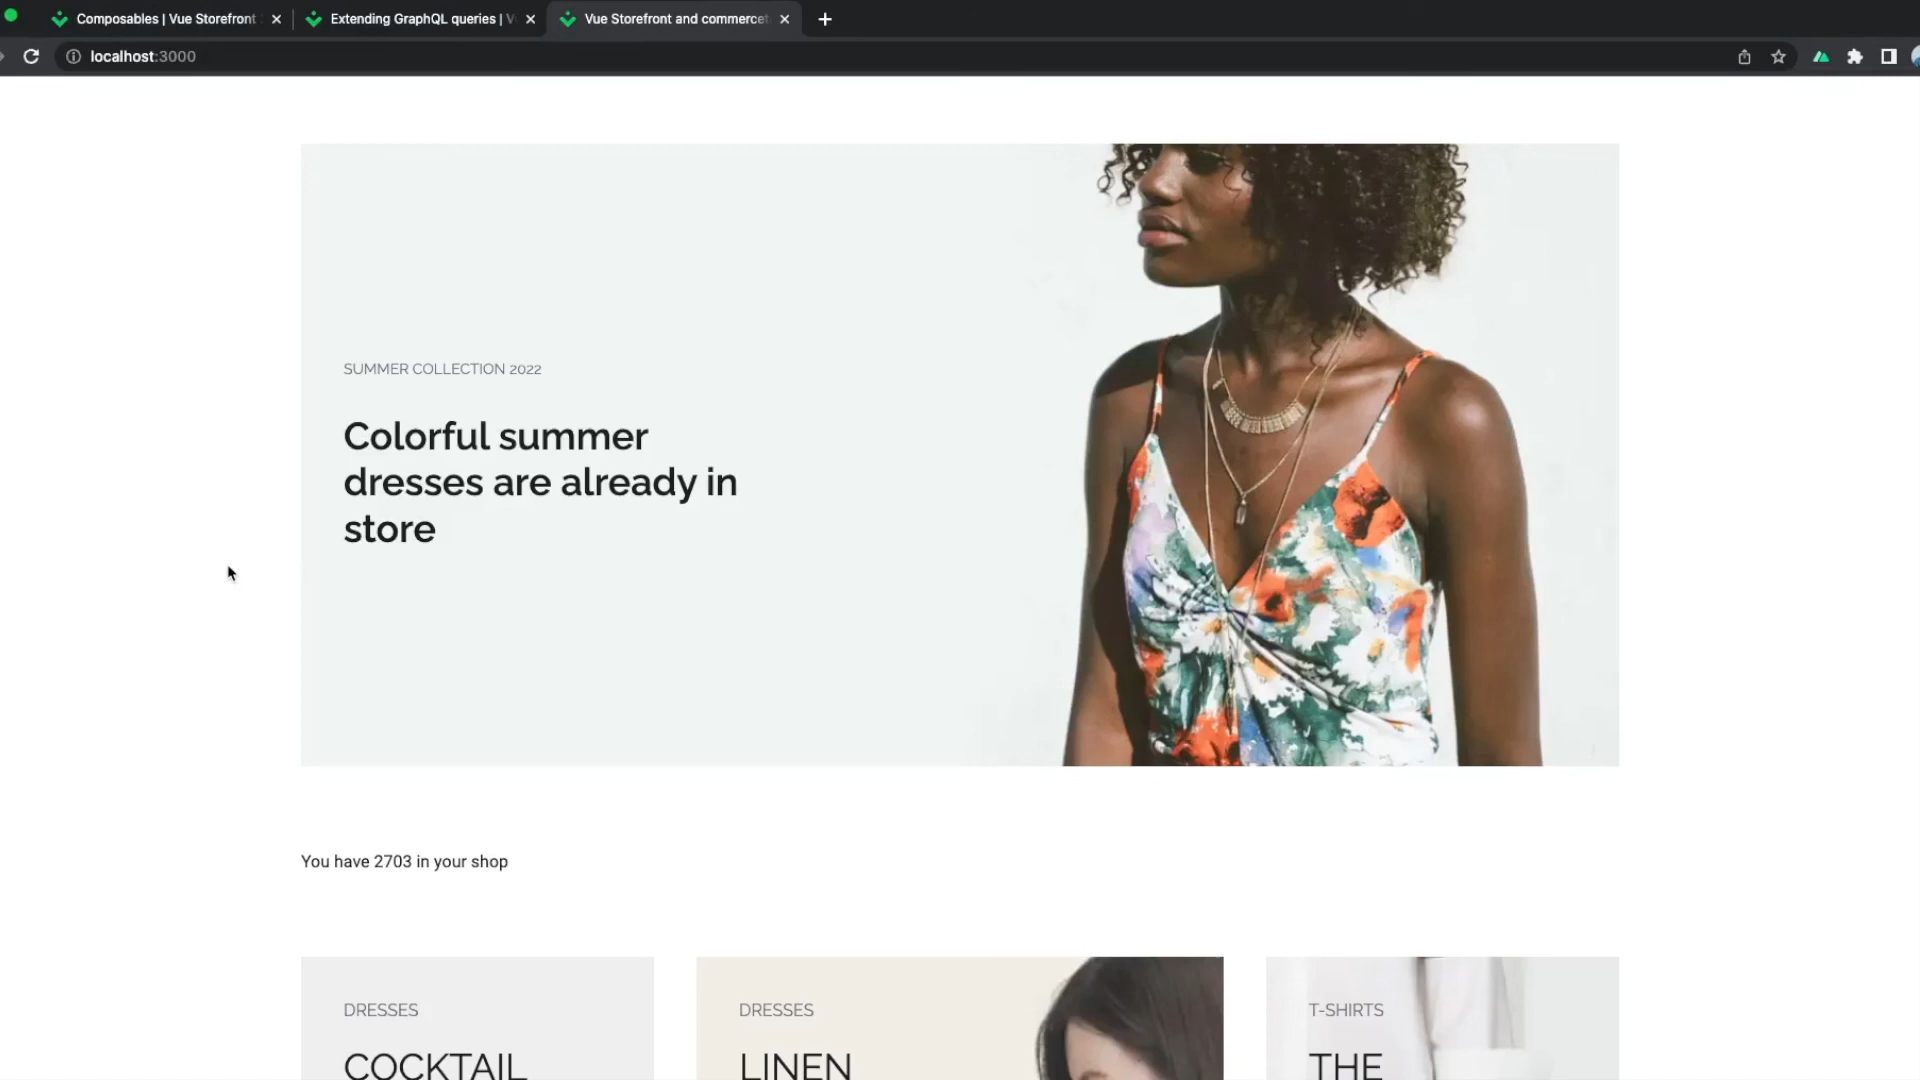 Composables | Vue Storefront
Extending GraphQL queries | V
Vue Storefront and commercet
localhost:3000
SUMMER COLLECTION 2022
Colorful summer
dresses are already in
store
You have 2703 in your shop
DRESSES
COCKTAIL
DRESSES
LINEN
T-SHIRTS
THE